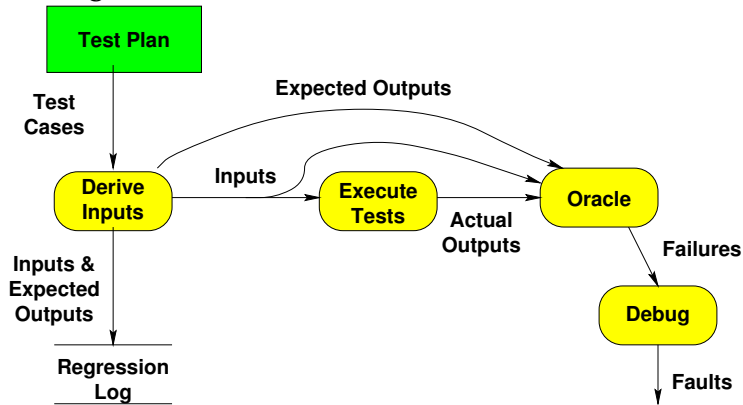 Test Plan
Expected Outputs
Test
Cases
Derive
Inputs
Inputs
Execute
Tests
Actual
Outputs
Oracle
Failures
Inputs &
Expected
Outputs
Debug
Regression
Log
Faults